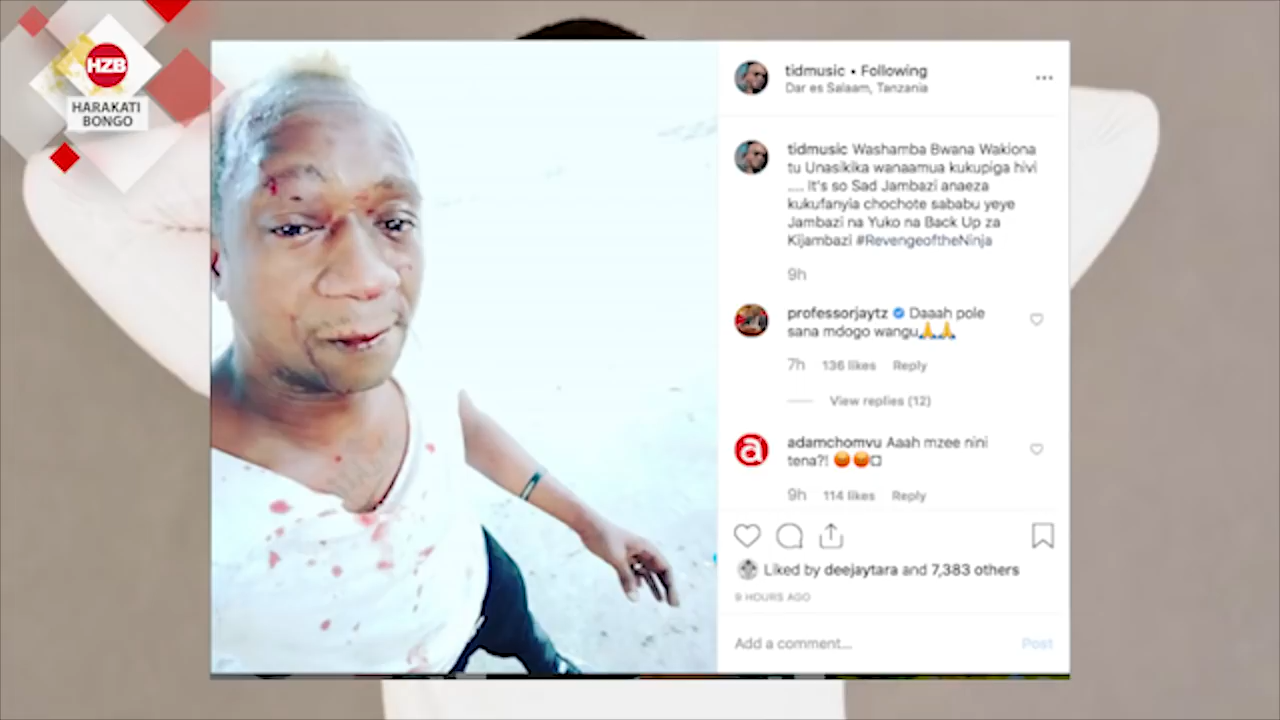 HZB
HARAKATI
BONGO
tidmusic • Following
Dar es Salaam, Tanzania
tidmusic Washamba Bwana Wakiona
tu Unasikika wanaamua kukupiga hivi
.... It's so Sad Jambazi anaeza
kukufanyia chochote sababu yeye
Jambazi na Yuko na Back Up za
Kijambazi #RevengeoftheNinja
9h
professorjaytz Daaah pole
sana mdogo wangu🙏🙏
7h 136 likes Reply
View replies (12)
adamchomvu Aaah mzee nini
tena?! 😡😡
9h 114 likes Reply
Liked by deejaytara and 7,383 others
9 HOURS AGO
Add a comment...
Post